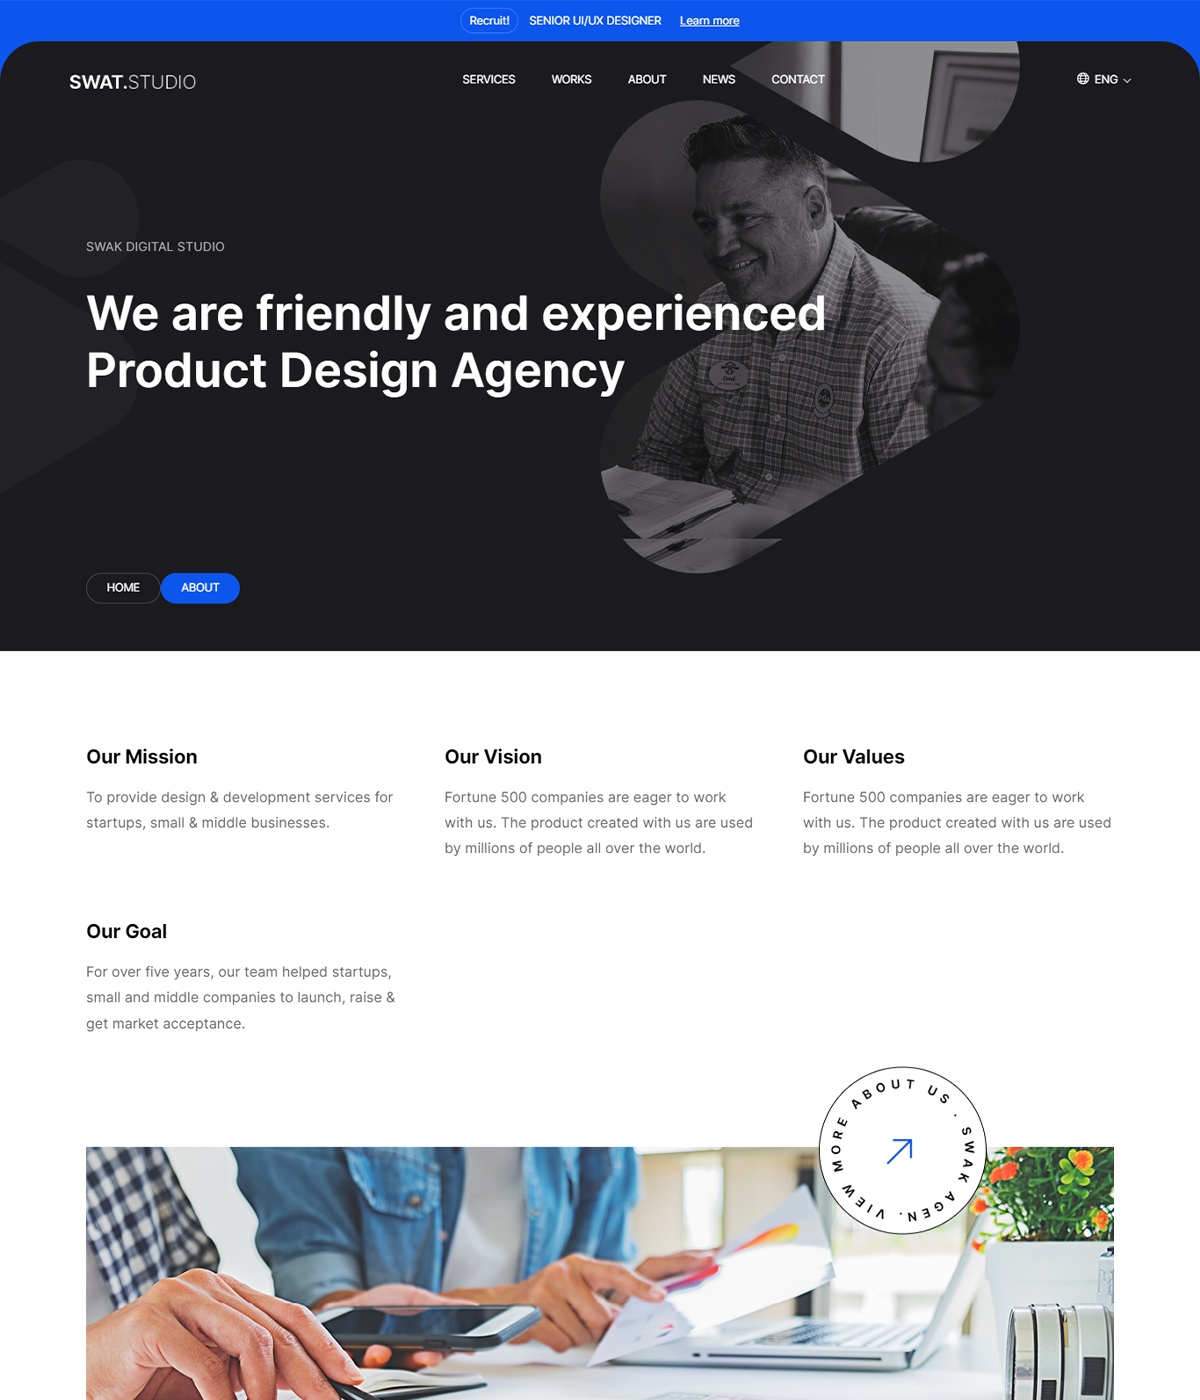 Recruit! SENIOR UI/UX DESIGNER Learn more
SWAT.STUDIO SERVICES WORKS ABOUT NEWS CONTACT ENG
SWAK DIGITAL STUDIO
We are friendly and experienced
Product Design Agency
HOME ABOUT
Our Mission
To provide design & development services for
startups, small & middle businesses.
Our Vision
Fortune 500 companies are eager to work
with us. The product created with us are used
by millions of people all over the world.
Our Values
Fortune 500 companies are eager to work
with us. The product created with us are used
by millions of people all over the world.
Our Goal
For over five years, our team helped startups,
small and middle companies to launch, raise &
get market acceptance.
VIEW MORE ABOUT US · SWAK AGEN.